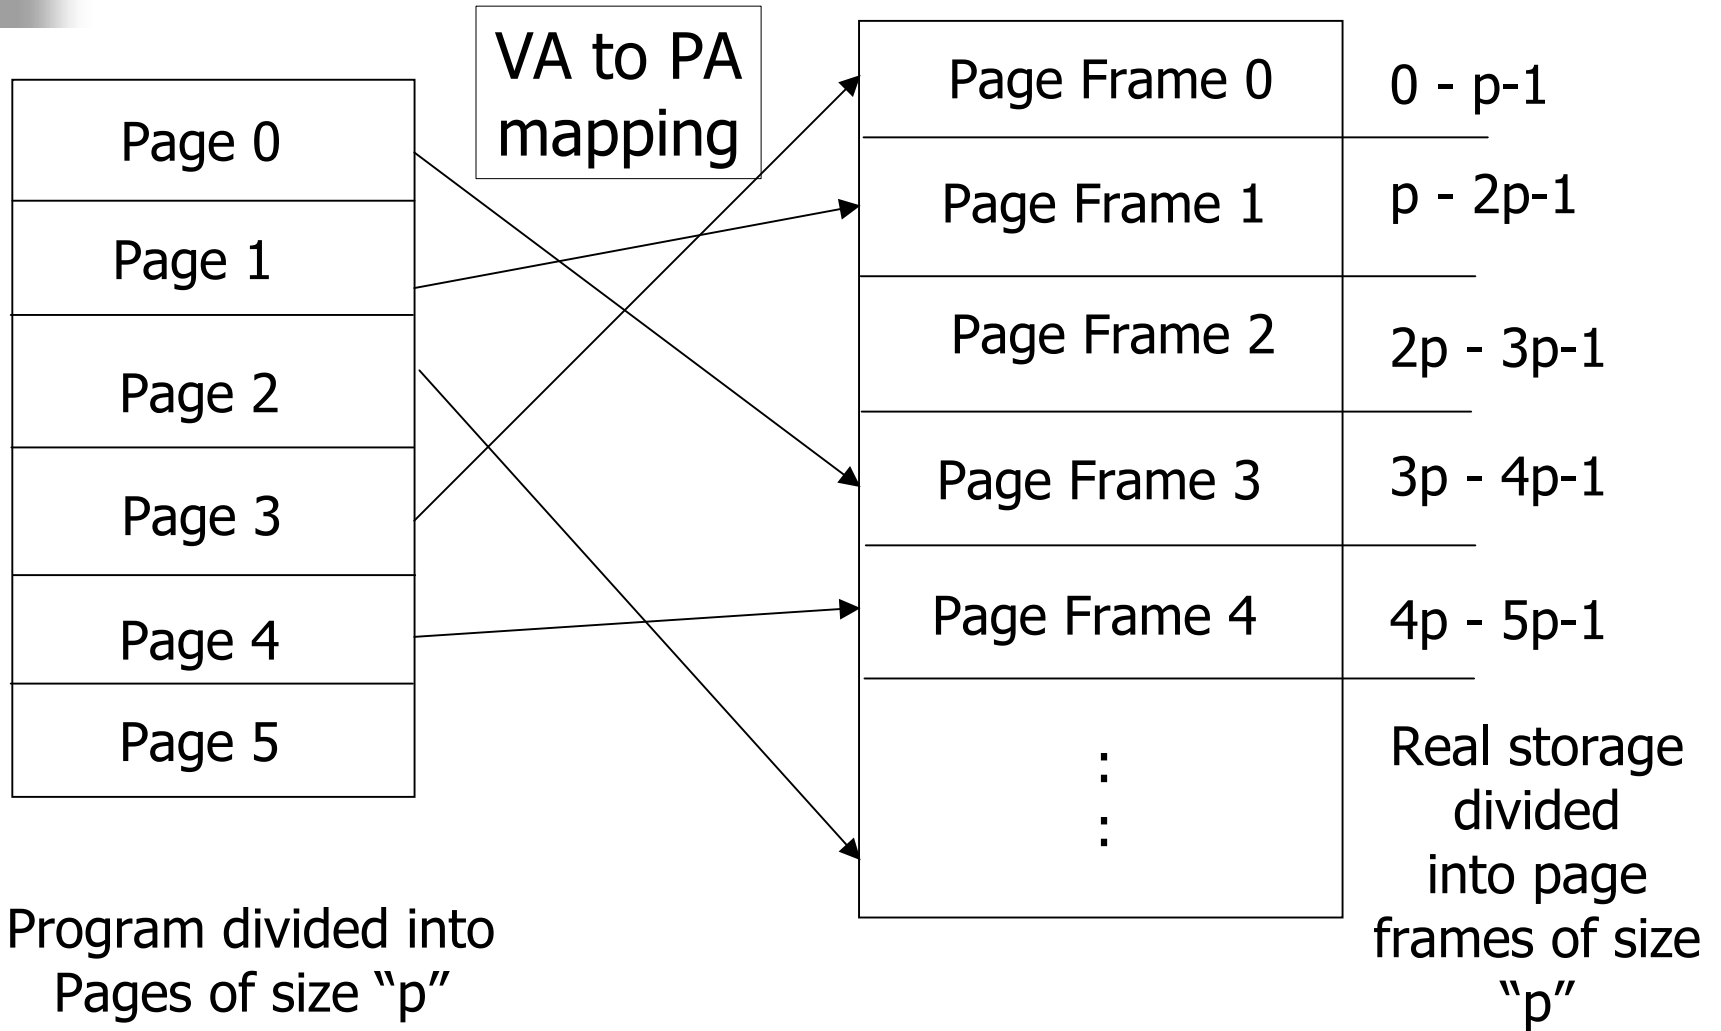 VA to PA
mapping
Page 0
Page 1
Page 2
Page 3
Page 4
Page 5
Program divided into
Pages of size “p”
Page Frame 0
0 - p-1
Page Frame 1
p - 2p-1
Page Frame 2
2p - 3p-1
Page Frame 3
3p - 4p-1
Page Frame 4
4p - 5p-1
:
:
Real storage
divided
into page
frames of size
“p”